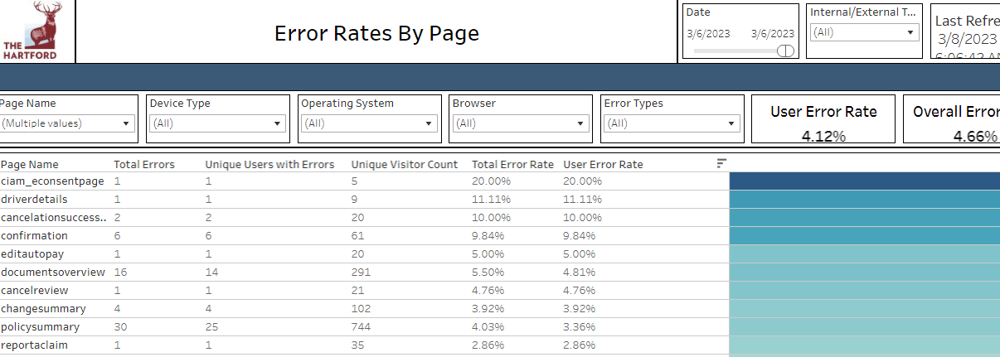 THE
HARTFORD
Error Rates By Page
Date
3/6/2023 3/6/2023
Internal/External T...
(All)
Last Refre
3/8/2023
Page Name
(Multiple values)
Device Type
(All)
Operating System
(All)
Browser
(All)
Error Types
(All)
User Error Rate
4.12%
Overall Error
4.66%
Page Name Total Errors Unique Users with Errors Unique Visitor Count Total Error Rate User Error Rate
ciam_econsentpage 1 1 5 20.00% 20.00%
driverdetails 1 1 9 11.11% 11.11%
cancelationsuccess.. 2 2 20 10.00% 10.00%
confirmation 6 6 61 9.84% 9.84%
editautopay 1 1 20 5.00% 5.00%
documentsoverview 16 14 291 5.50% 4.81%
cancelreview 1 1 21 4.76% 4.76%
changesummary 4 4 102 3.92% 3.92%
policysummary 30 25 744 4.03% 3.36%
reportaclaim 1 1 35 2.86% 2.86%